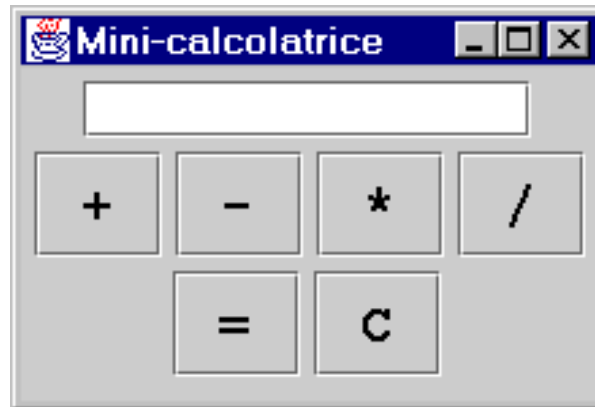 Mini-calcolatrice
+ - * /
= C